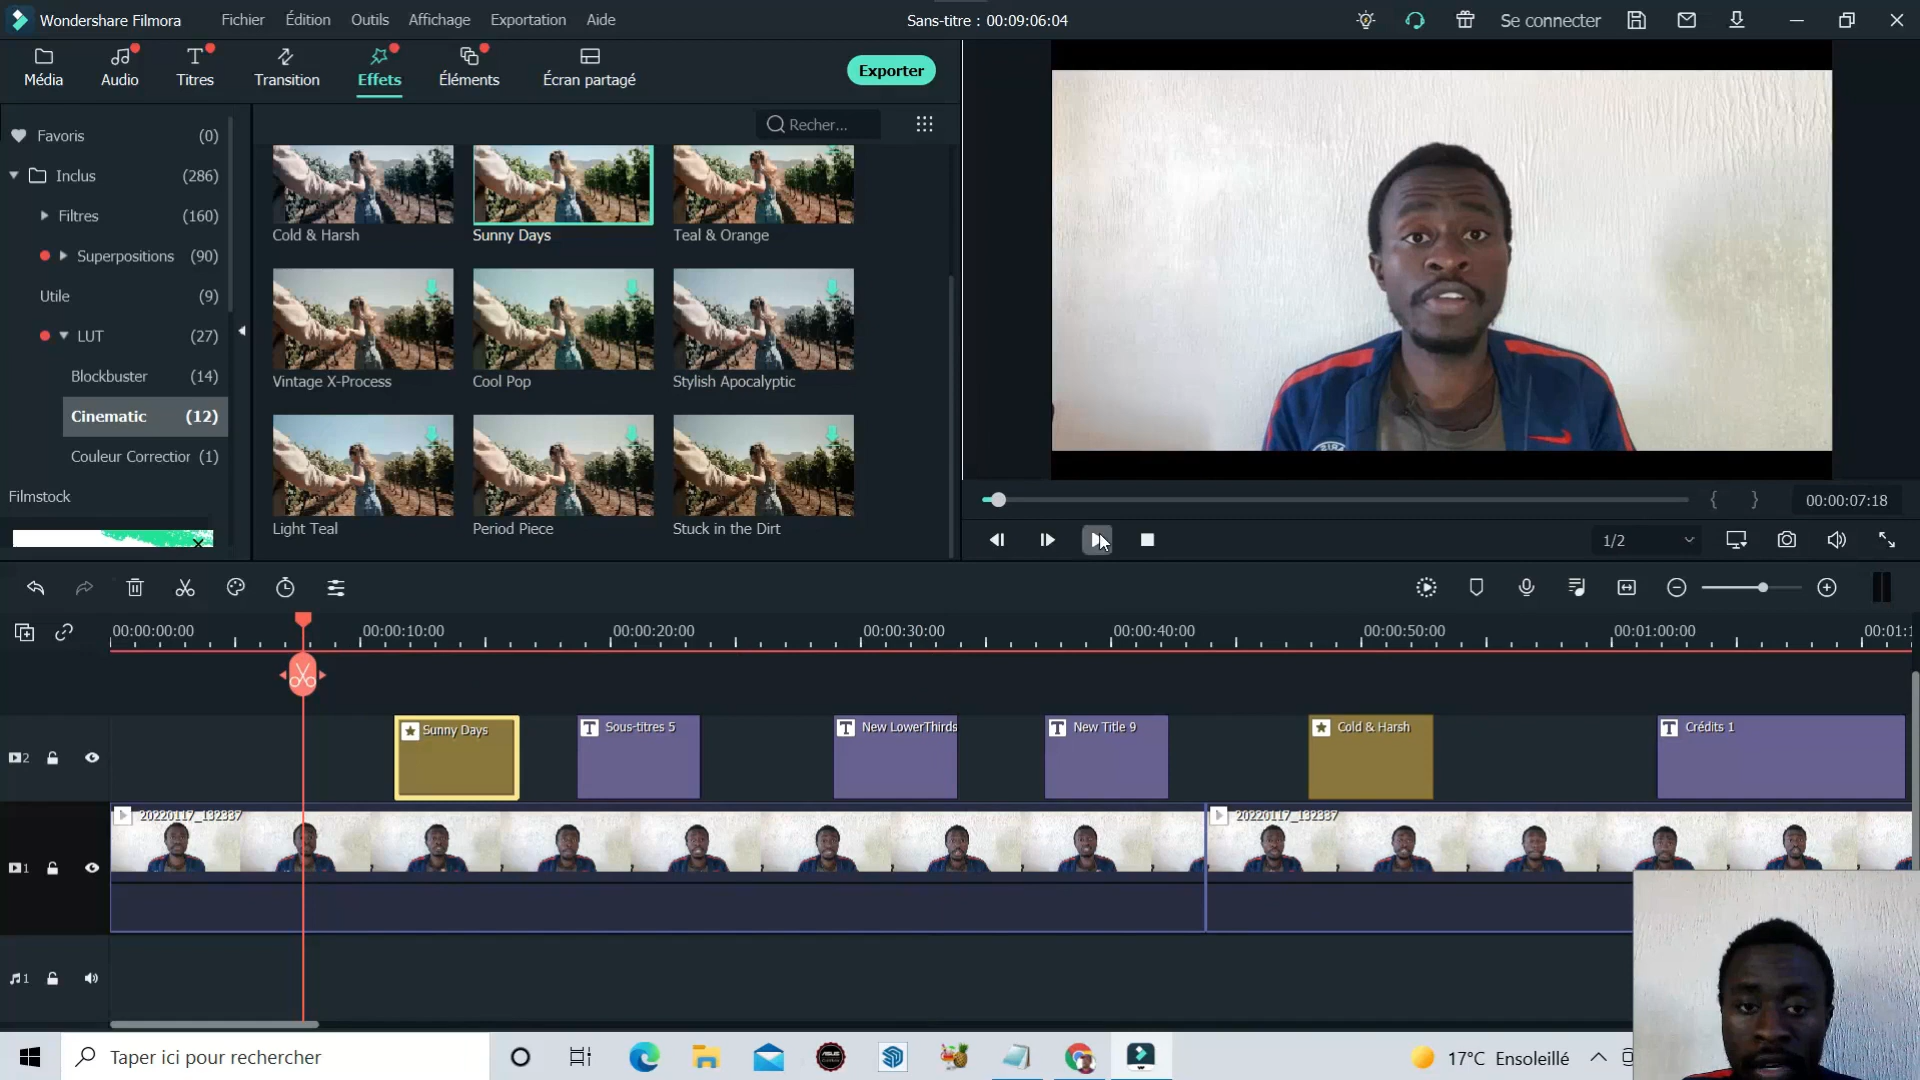 Wondershare Filmora
Fichier Édition Outils Affichage Exportation Aide
Sans-titre : 00:09:06:04
Se connecter
Média Audio Titres Transition Effets Éléments Écran partagé
Exporter
Recher...
Favoris (0)
Inclus (286)
Filtres (160)
Superpositions (90)
Utile (9)
LUT (27)
Blockbuster (14)
Cinematic (12)
Couleur Correction (1)
Filmstock
Cold & Harsh Sunny Days Teal & Orange
Vintage X-Process Cool Pop Stylish Apocalyptic
Light Teal Period Piece Stuck in the Dirt
00:00:07:18
1/2
00:00:00:00 00:00:10:00 00:00:20:00 00:00:30:00 00:00:40:00 00:00:50:00 00:01:00:00 00:01:1
2
Sunny Days Sous-titres 5 New LowerThirds New Title 9 Cold & Harsh Crédits 1
20220117_132337 20220117_132337
1
1
Taper ici pour rechercher
17°C Ensoleillé